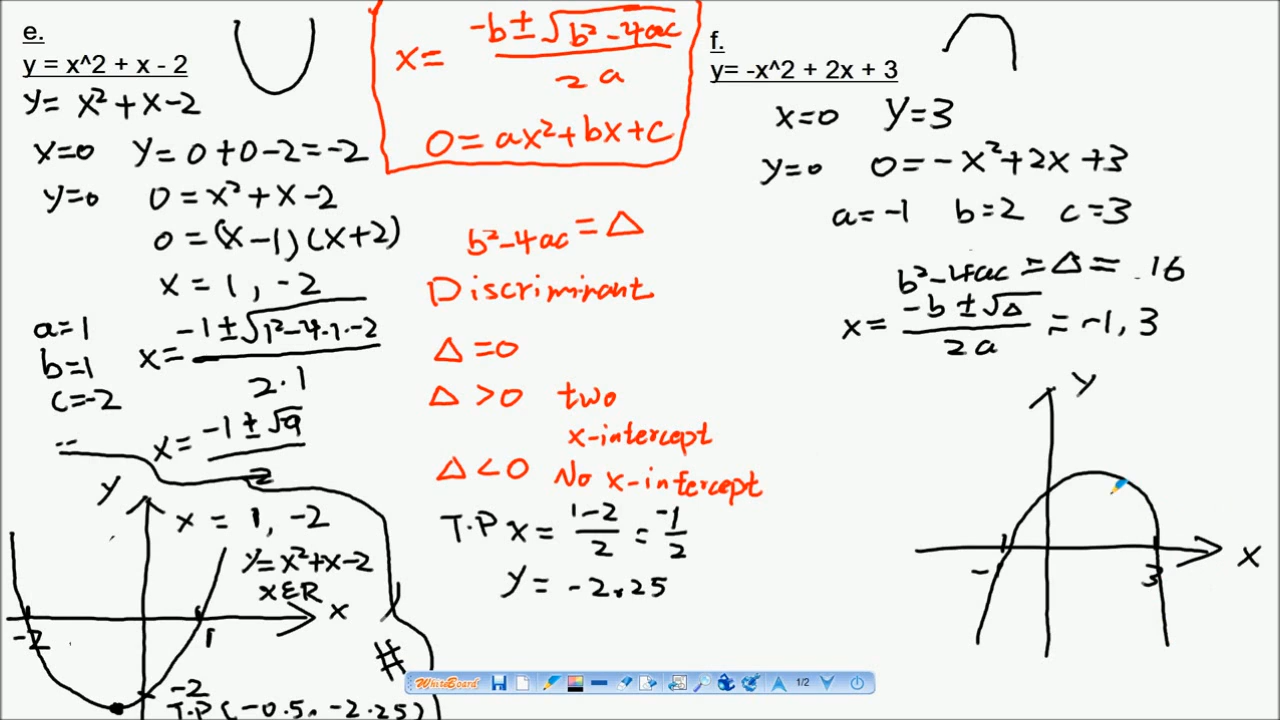 e.
y = x^2 + x - 2
y= x²+x-2
x=0 y=0+0-2=-2
y=0 0=x²+x-2
0=(x-1)(x+2)
x=1,-2
a=1
b=1
c=-2
x= -1±√1²-4·1·-2
2·1
x= -1±√9
2
x = 1, -2
y
y=x²+x-2
x∈R
x
-2
1
-2
T.P(-0.5, -2.25)
#
x= -b±√b²-4ac
2a
0=ax²+bx+c
b²-4ac=Δ
Discriminant
Δ=0
Δ>0 two
x-intercept
Δ<0 No x-intercept
T.P x= 1-2 = -1
2 2
y = -2.25
f.
y= -x^2 + 2x + 3
x=0 y=3
y=0 0=-x²+2x+3
a=-1 b=2 c=3
b²-4ac=Δ= 16
x= -b±√Δ = -1, 3
2a
y
x
-1
3
WhiteBoard
1/2